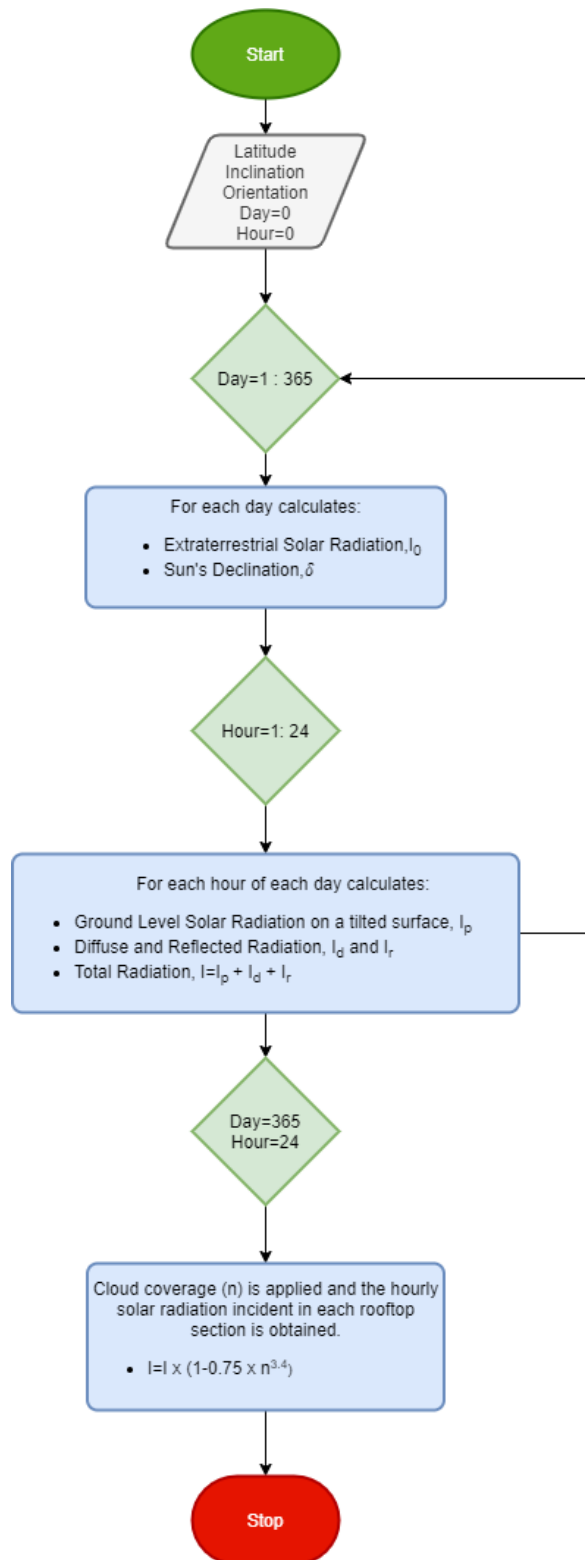 Start
Latitude
Inclination
Orientation
Day=0
Hour=0
Day=1 : 365
For each day calculates:
• Extraterrestrial Solar Radiation,I₀
• Sun's Declination,δ
Hour=1: 24
For each hour of each day calculates:
• Ground Level Solar Radiation on a tilted surface, Iₚ
• Diffuse and Reflected Radiation, I_d and Iᵣ
• Total Radiation, I=Iₚ + I_d + Iᵣ
Day=365
Hour=24
Cloud coverage (n) is applied and the hourly
solar radiation incident in each rooftop
section is obtained.
• I=I x (1-0.75 x n^3.4)
Stop